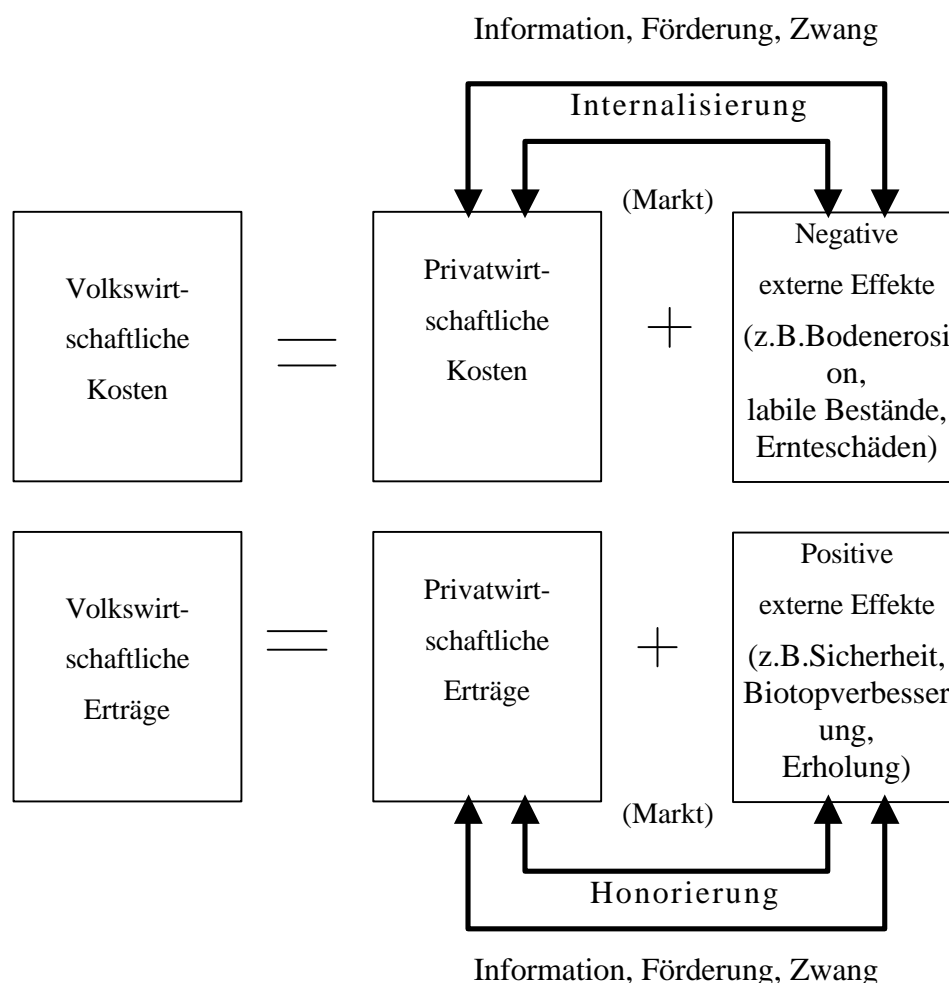 Information, Förderung, Zwang
Internalisierung
(Markt)
Volkswirt-
schaftliche
Kosten
=
Privatwirt-
schaftliche
Kosten
+
Negative
externe Effekte
(z.B.Bodenerosi
on,
labile Bestände,
Ernteschäden)
Volkswirt-
schaftliche
Erträge
=
Privatwirt-
schaftliche
Erträge
+
Positive
externe Effekte
(z.B.Sicherheit,
Biotopverbesser
ung,
Erholung)
(Markt)
Honorierung
Information, Förderung, Zwang